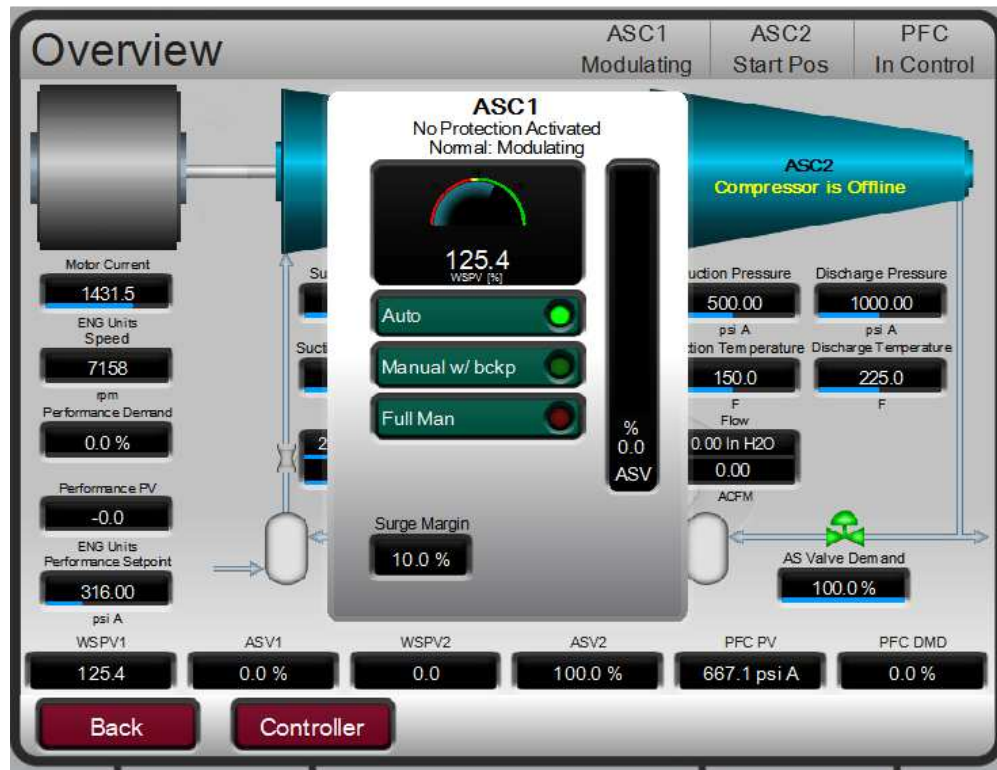 Overview
ASC1
Modulating
ASC2
Start Pos
PFC
In Control
ASC1
No Protection Activated
Normal: Modulating
125.4
WSPV [%]
Auto
Manual w/ bckp
Full Man
%
0.0
ASV
Surge Margin
10.0 %
ASC2
Compressor is Offline
Motor Current
1431.5
ENG Units
Speed
7158
rpm
Performance Demand
0.0 %
Performance PV
-0.0
ENG Units
Performance Setpoint
316.00
psi A
Su
Suct
2
uction Pressure
500.00
psi A
Discharge Pressure
1000.00
psi A
tion Temperature
150.0
F
Discharge Temperature
225.0
F
Flow
0.00 In H2O
0.00
ACFM
AS Valve Demand
100.0 %
WSPV1
125.4
ASV1
0.0 %
WSPV2
0.0
ASV2
100.0 %
PFC PV
667.1 psi A
PFC DMD
0.0 %
Back
Controller